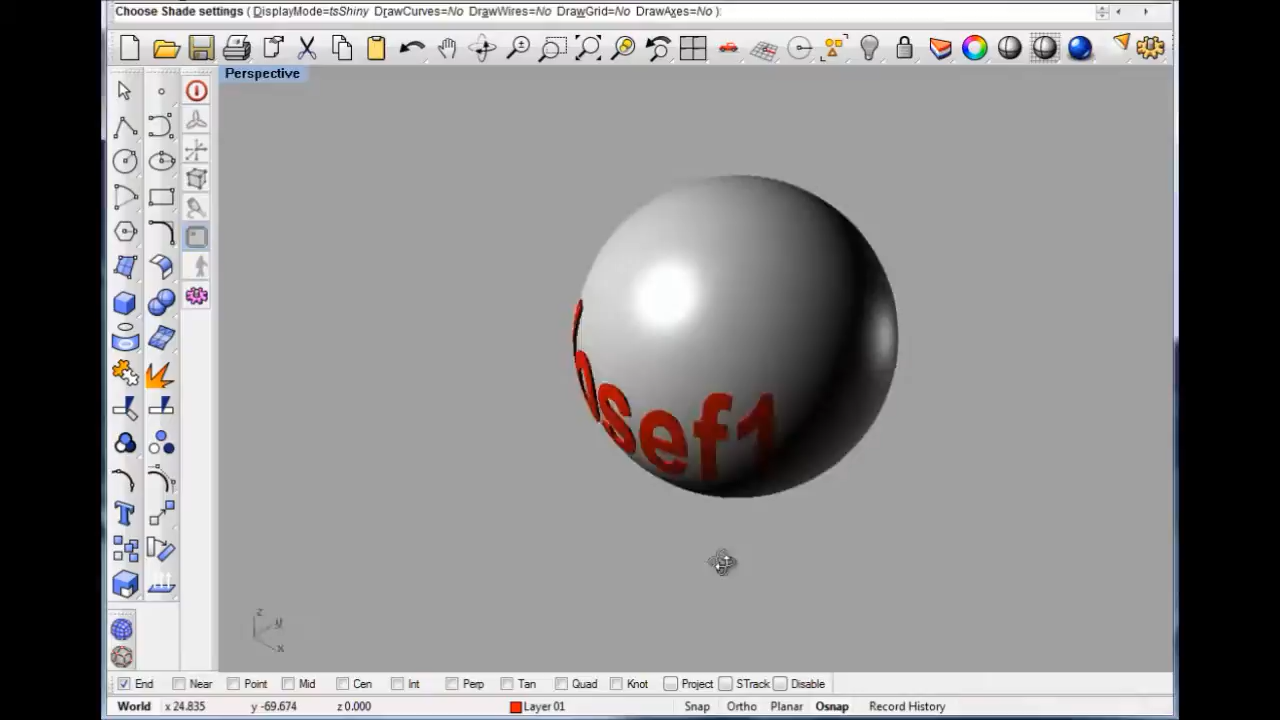 Choose Shade settings ( DisplayMode=tsShiny DrawCurves=No DrawWires=No DrawGrid=No DrawAxes=No ):
Perspective
sef1
z
y
x
End Near Point Mid Cen Int Perp Tan Quad Knot Project STrack Disable
World x 24.835 y -69.674 z 0.000 Layer 01 Snap Ortho Planar Osnap Record History